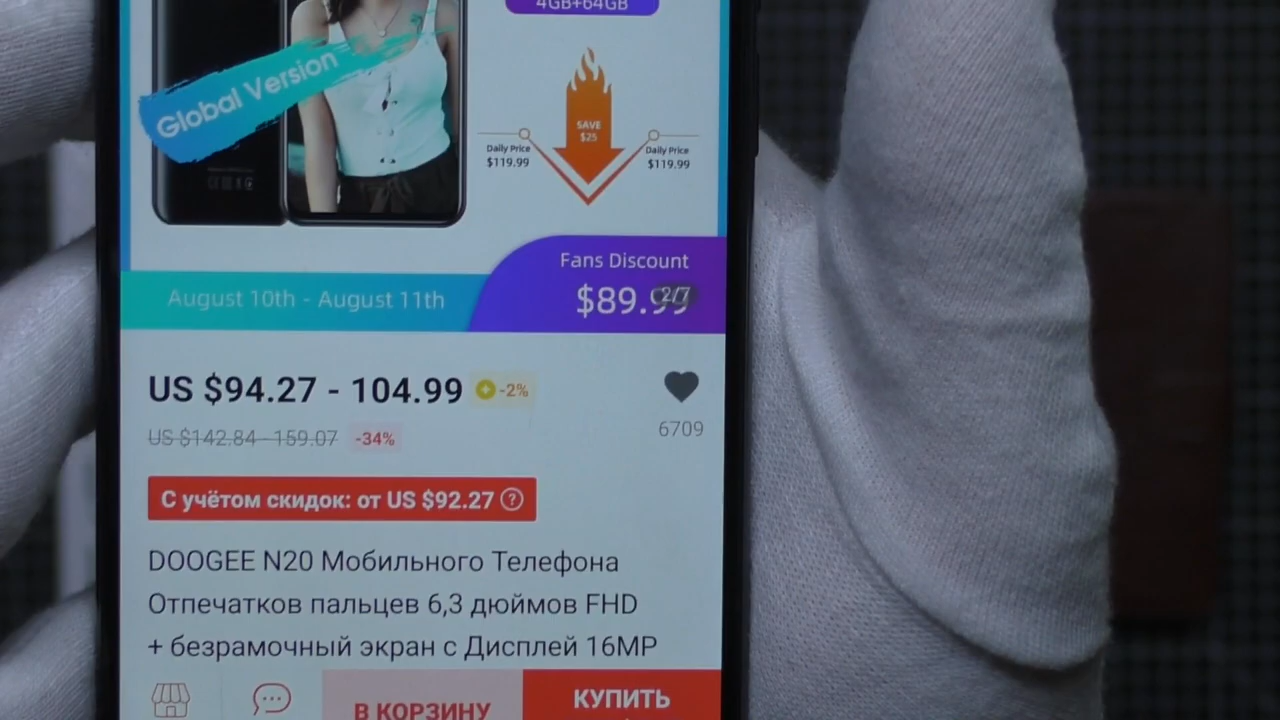 4GB+64GB
Global Version
SAVE
$25
Daily Price
$119.99
Daily Price
$119.99
Fans Discount
August 10th - August 11th
$89.99
2/7
US $94.27 - 104.99
-2%
US $142.84 - 159.07
-34%
6709
С учётом скидок: от US $92.27 ?
DOOGEE N20 Мобильного Телефона
Отпечатков пальцев 6,3 дюймов FHD
+ безрамочный экран с Дисплей 16MP
В КОРЗИНУ
КУПИТЬ